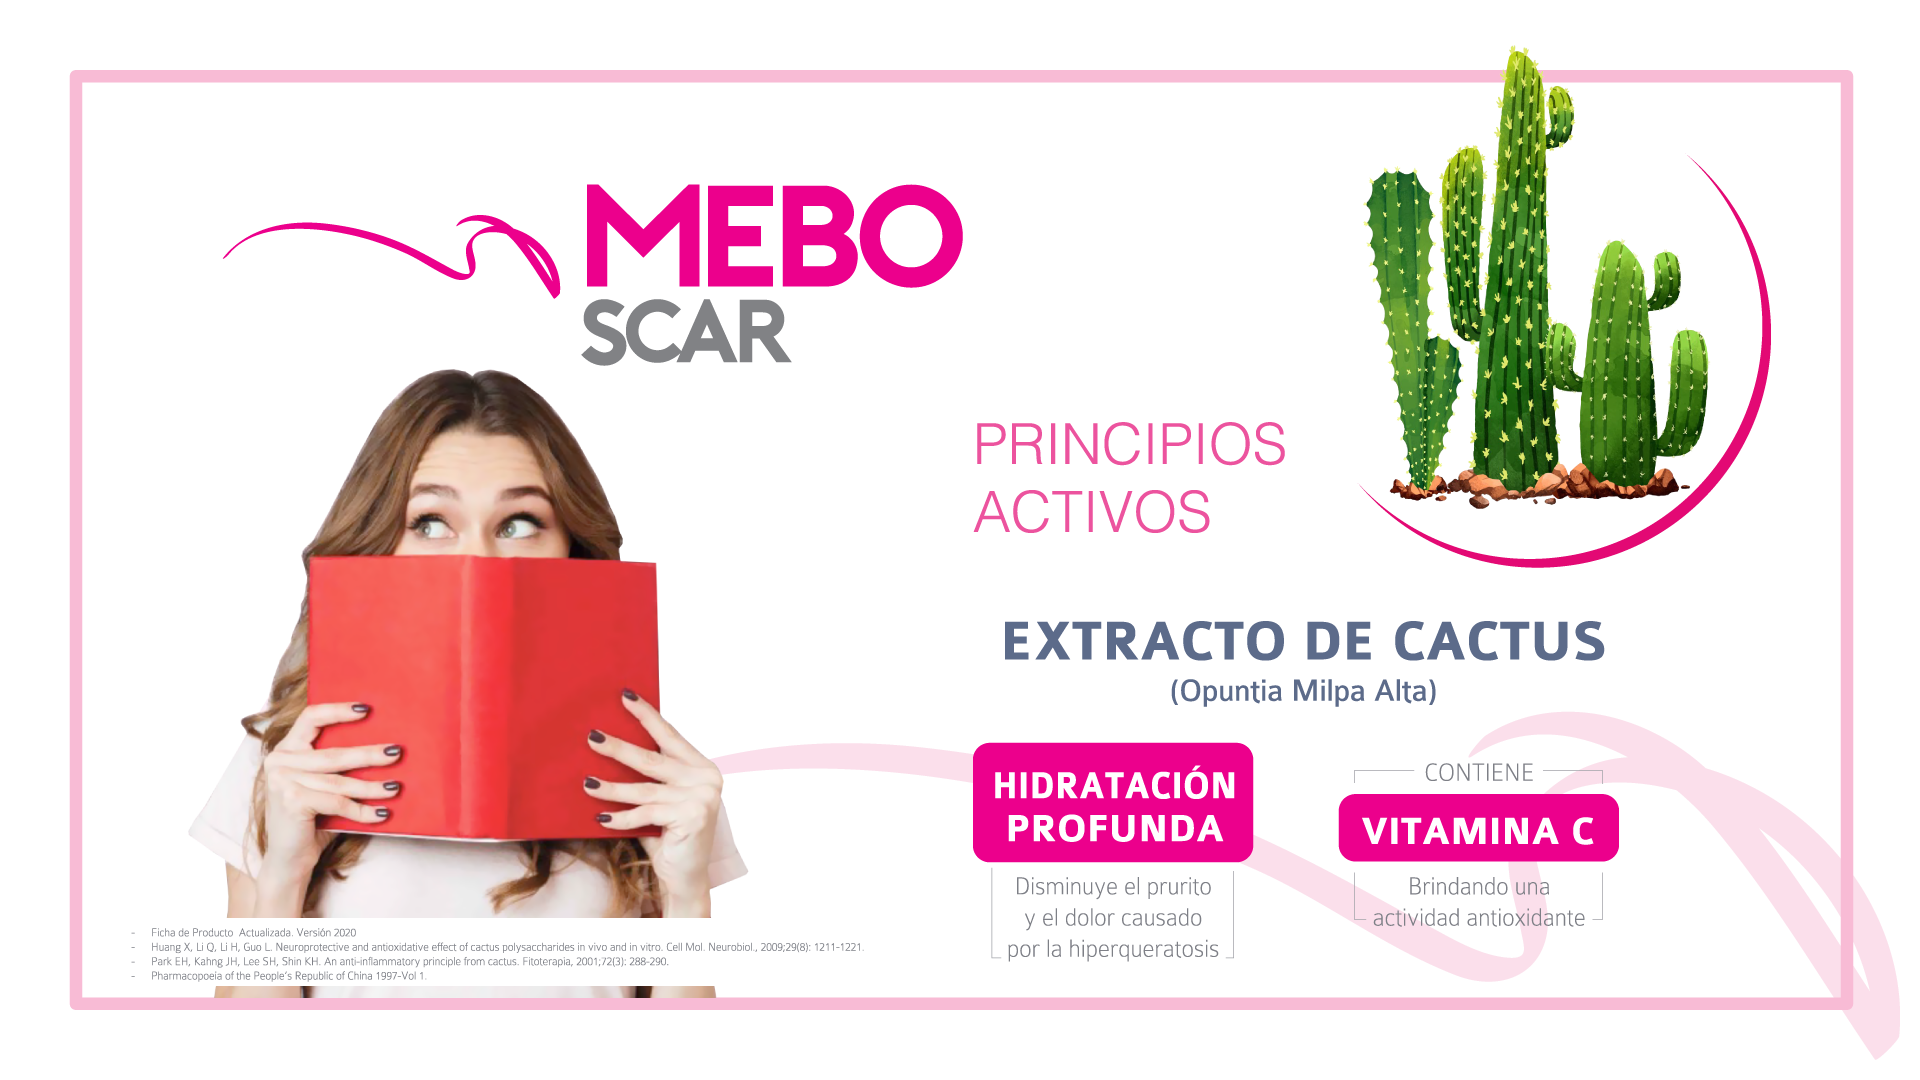 MEBO
SCAR
PRINCIPIOS
ACTIVOS
EXTRACTO DE CACTUS
(Opuntia Milpa Alta)
HIDRATACIÓN
PROFUNDA
Disminuye el prurito
y el dolor causado
por la hiperqueratosis
CONTIENE
VITAMINA C
Brindando una
actividad antioxidante
- Ficha de Producto Actualizada. Versión 2020
- Huang X, Li Q, Li H, Guo L. Neuroprotective and antioxidative effect of cactus polysaccharides in vivo and in vitro. Cell Mol. Neurobiol., 2009;29(8): 1211-1221.
- Park EH, Kahng JH, Lee SH, Shin KH. An anti-inflammatory principle from cactus. Fitoterapia, 2001;72(3): 288-290.
- Pharmacopoeia of the People's Republic of China 1997-Vol 1.